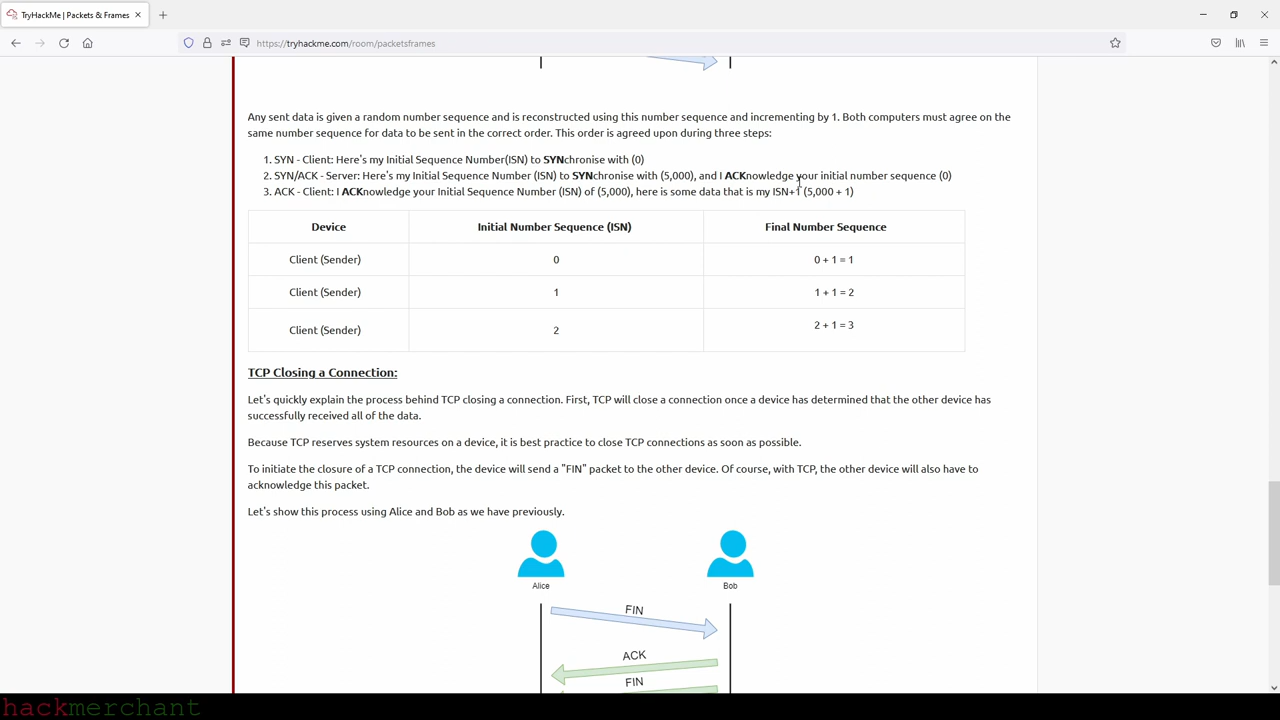 TryHackMe | Packets & Frames
https://tryhackme.com/room/packetsframes
Any sent data is given a random number sequence and is reconstructed using this number sequence and incrementing by 1. Both computers must agree on the
same number sequence for data to be sent in the correct order. This order is agreed upon during three steps:
1. SYN - Client: Here's my Initial Sequence Number(ISN) to SYNchronise with (0)
2. SYN/ACK - Server: Here's my Initial Sequence Number (ISN) to SYNchronise with (5,000), and I ACKnowledge your initial number sequence (0)
3. ACK - Client: I ACKnowledge your Initial Sequence Number (ISN) of (5,000), here is some data that is my ISN+1 (5,000 + 1)
Device Initial Number Sequence (ISN) Final Number Sequence
Client (Sender) 0 0 + 1 = 1
Client (Sender) 1 1 + 1 = 2
Client (Sender) 2 2 + 1 = 3
TCP Closing a Connection:
Let's quickly explain the process behind TCP closing a connection. First, TCP will close a connection once a device has determined that the other device has
successfully received all of the data.
Because TCP reserves system resources on a device, it is best practice to close TCP connections as soon as possible.
To initiate the closure of a TCP connection, the device will send a "FIN" packet to the other device. Of course, with TCP, the other device will also have to
acknowledge this packet.
Let's show this process using Alice and Bob as we have previously.
Alice Bob
FIN
ACK
FIN
hackmerchant